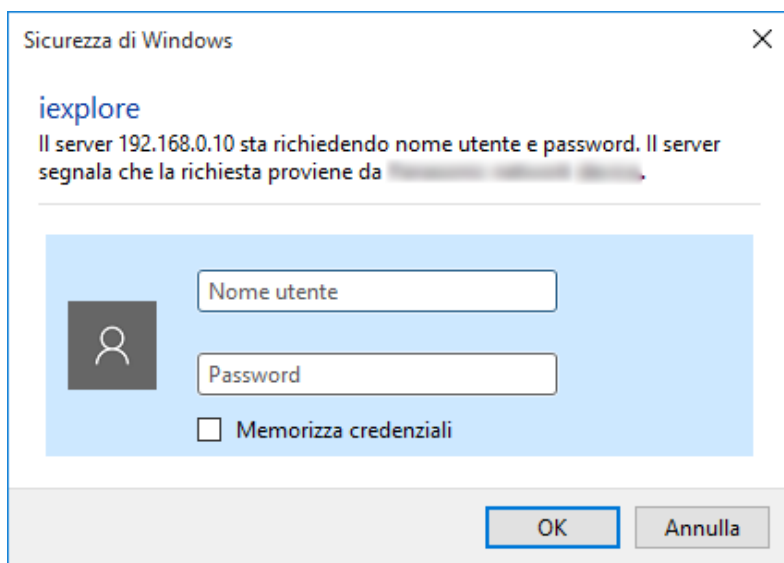 Sicurezza di Windows
iexplore
Il server 192.168.0.10 sta richiedendo nome utente e password. Il server
segnala che la richiesta proviene da
Nome utente
Password
Memorizza credenziali
OK
Annulla